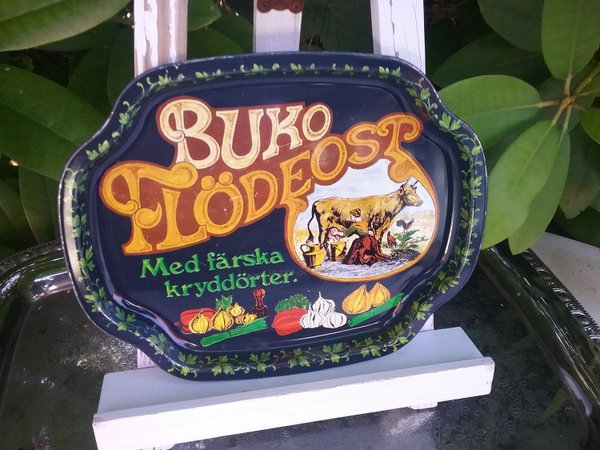 BUKO
FLÖDEOST
Med färska
kryddörter.